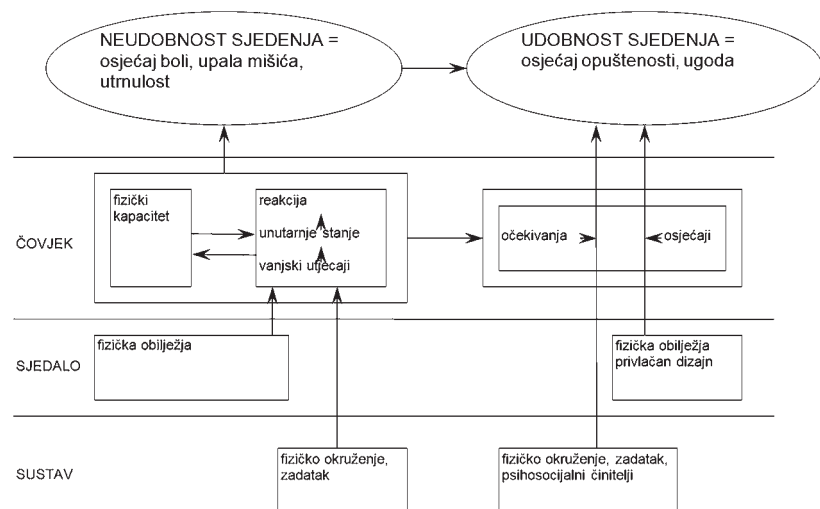 NEUDOBNOST SJEDENJA =
osjećaj boli, upala mišića,
utrnulost
UDOBNOST SJEDENJA =
osjećaj opuštenosti, ugoda
ČOVJEK
fizički
kapacitet
reakcija
unutarnje stanje
vanjski utjecaji
očekivanja
osjećaji
SJEDALO
fizička obilježja
fizička obilježja
privlačan dizajn
SUSTAV
fizičko okruženje,
zadatak
fizičko okruženje, zadatak,
psihosocijalni činitelji